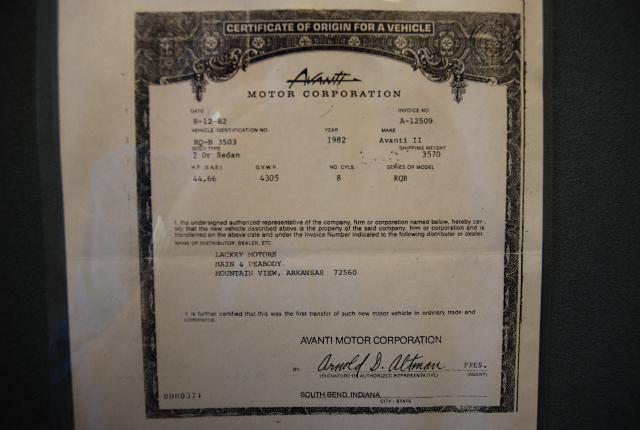 CERTIFICATE OF ORIGIN FOR A VEHICLE
Avanti
MOTOR CORPORATION
DATE INVOICE NO.
8-12-82 A-12509
VEHICLE IDENTIFICATION NO. YEAR MAKE
RQ-B 3503 1982 Avanti II
BODY TYPE SHIPPING WEIGHT
2 Dr Sedan 3570
H.P. (S.A.E.) G.V.W.R. NO. CYLS. SERIES OR MODEL
44.66 4305 8 RQB
I, the undersigned authorized representative of the company, firm or corporation named below, hereby cer-
tify that the new vehicle described above is the property of the said company, firm or corporation and is
transferred on the above date and under the Invoice Number indicated to the following distributor or dealer.
NAME OF DISTRIBUTOR DEALER, ETC.
LACKEY MOTORS
MAIN & PEABODY
MOUNTAIN VIEW, ARKANSAS 72560
It is further certified that this was the first transfer of such new motor vehicle in ordinary trade and
commerce.
AVANTI MOTOR CORPORATION
BY: Arnold D. Altman PRES.
(SIGNATURE OF AUTHORIZED REPRESENTATIVE) (AGENT)
0000574 SOUTH BEND, INDIANA
CITY - STATE